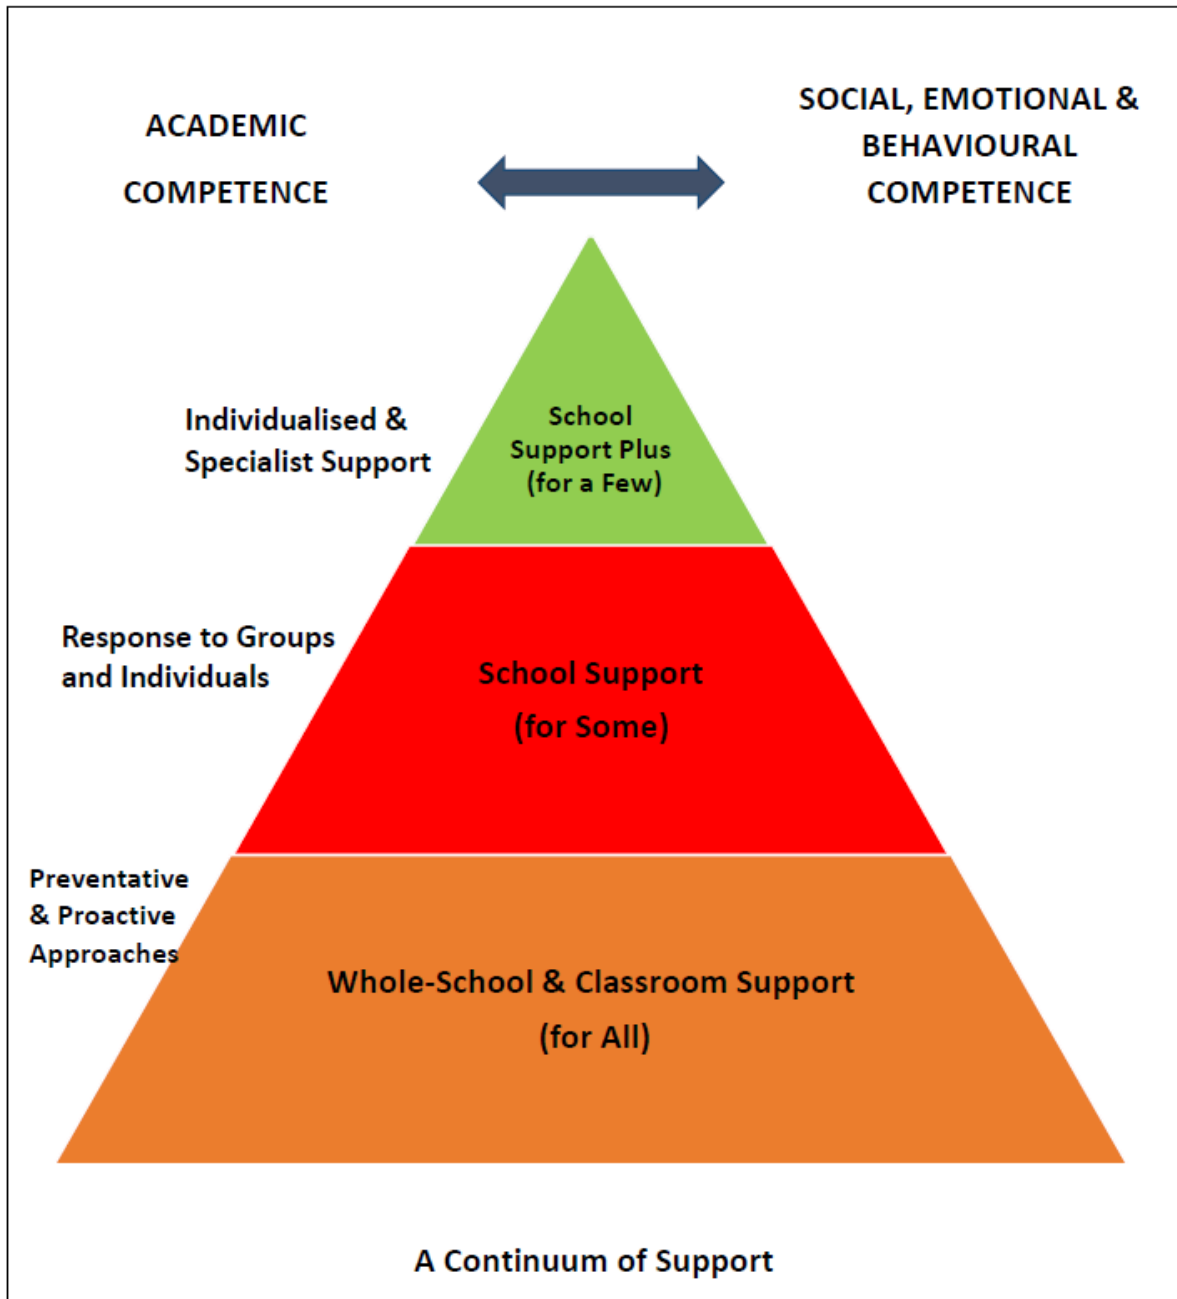 ACADEMIC
COMPETENCE
SOCIAL, EMOTIONAL &
BEHAVIOURAL
COMPETENCE
Individualised &
Specialist Support
School
Support Plus
(for a Few)
Response to Groups
and Individuals
School Support
(for Some)
Preventative
& Proactive
Approaches
Whole-School & Classroom Support
(for All)
A Continuum of Support